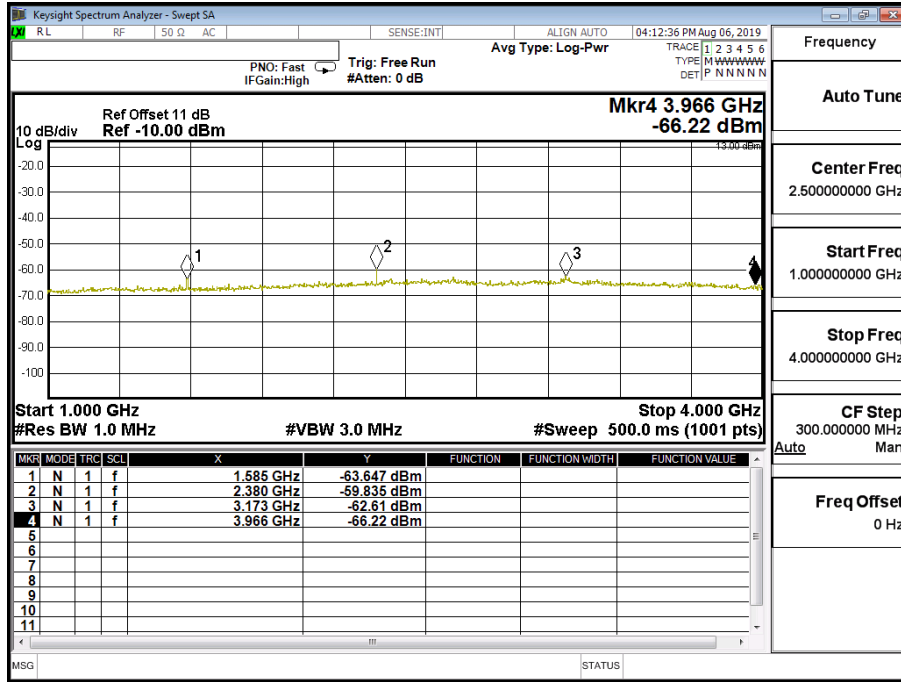 Keysight Spectrum Analyzer - Swept SA
LXI RL RF 50 Ω AC SENSE:INT ALIGN AUTO 04:12:36 PM Aug 06, 2019
Avg Type: Log-Pwr
TRACE 1 2 3 4 5 6
TYPE M W W W W W
DET P N N N N N
PNO: Fast
IFGain:High
Trig: Free Run
#Atten: 0 dB
Ref Offset 11 dB
Ref -10.00 dBm
10 dB/div
Log
Mkr4 3.966 GHz
-66.22 dBm
-13.00 dBm
-20.0
-30.0
-40.0
-50.0
-60.0
-70.0
-80.0
-90.0
-100
1
2
3
4
Start 1.000 GHz
#Res BW 1.0 MHz
#VBW 3.0 MHz
Stop 4.000 GHz
#Sweep 500.0 ms (1001 pts)
MKR MODE TRC SCL X Y FUNCTION FUNCTION WIDTH FUNCTION VALUE
1 N 1 f 1.585 GHz -63.647 dBm
2 N 1 f 2.380 GHz -59.835 dBm
3 N 1 f 3.173 GHz -62.61 dBm
4 N 1 f 3.966 GHz -66.22 dBm
5
6
7
8
9
10
11
MSG
STATUS
Frequency
Auto Tune
Center Freq
2.500000000 GHz
Start Freq
1.000000000 GHz
Stop Freq
4.000000000 GHz
CF Step
300.000000 MHz
Auto Man
Freq Offset
0 Hz